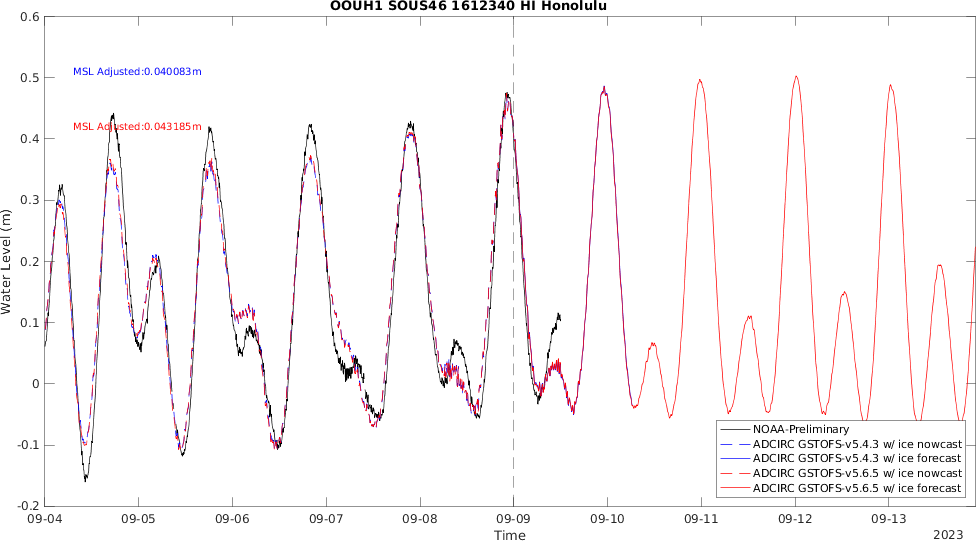 OOUH1 SOUS46 1612340 HI Honolulu
0.6
0.5
0.4
0.3
0.2
0.1
0
-0.1
-0.2
Water Level (m)
MSL Adjusted:0.040083m
MSL Adjusted:0.043185m
NOAA-Preliminary
ADCIRC GSTOFS-v5.4.3 w/ ice nowcast
ADCIRC GSTOFS-v5.4.3 w/ ice forecast
ADCIRC GSTOFS-v5.6.5 w/ ice nowcast
ADCIRC GSTOFS-v5.6.5 w/ ice forecast
09-04 09-05 09-06 09-07 09-08 09-09 09-10 09-11 09-12 09-13
Time
2023